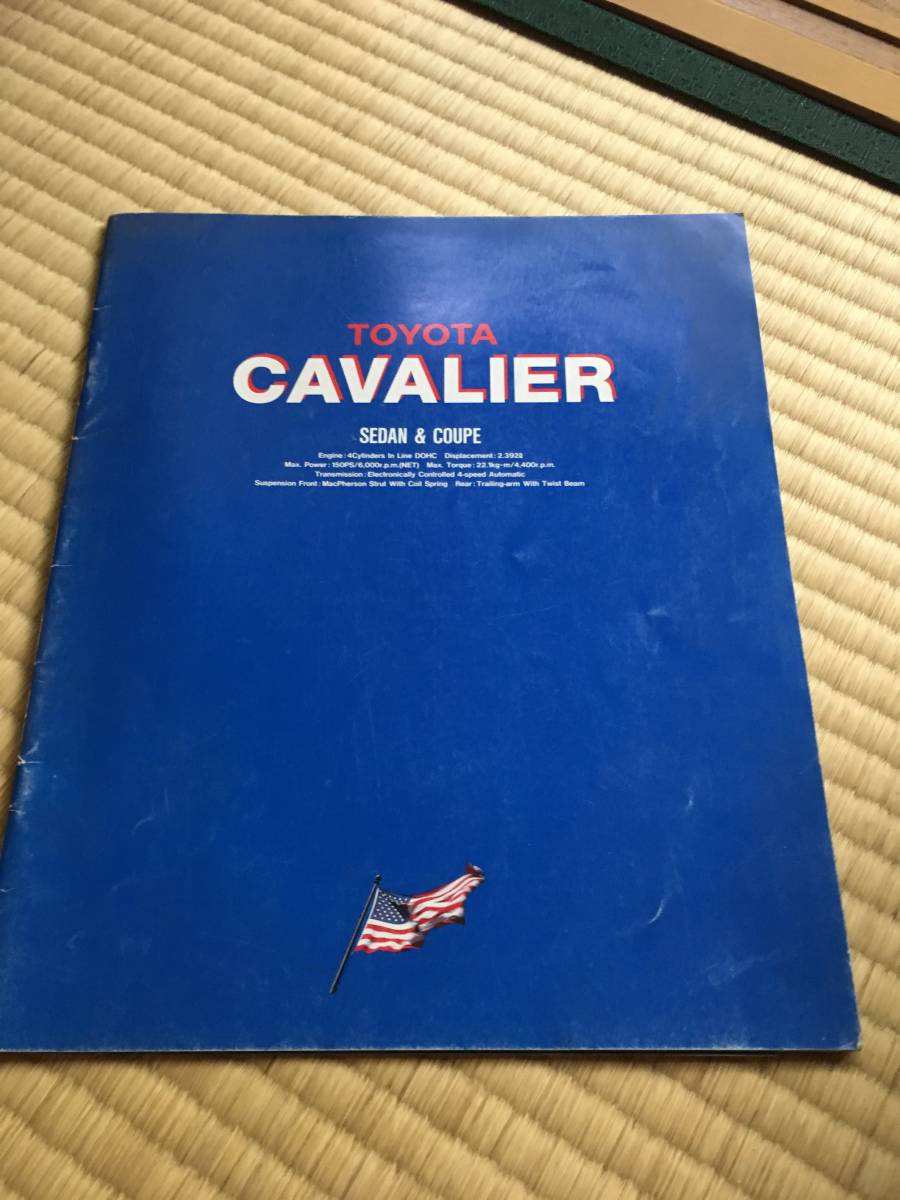 TOYOTA
CAVALIER
SEDAN & COUPE
Engine : 4Cylinders In Line DOHC Displacement : 2.392ℓ
Max. Power : 150PS/6,000r.p.m.(NET) Max. Torque : 22.1kg-m/4,400r.p.m.
Transmission : Electronically Controlled 4-speed Automatic
Suspension Front : MacPherson Strut With Coil Spring Rear : Trailing-arm With Twist Beam